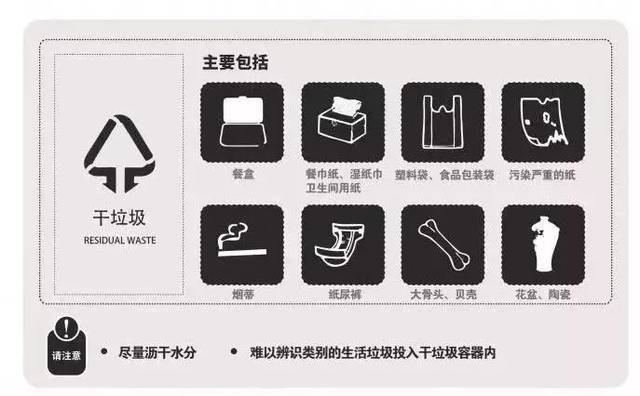 主要包括
餐盒
餐巾纸、湿纸巾
卫生间用纸
塑料袋、食品包装袋
污染严重的纸
干垃圾
RESIDUAL WASTE
烟蒂
纸尿裤
大骨头、贝壳
花盆、陶瓷
!
请注意
• 尽量沥干水分
• 难以辨识类别的生活垃圾投入干垃圾容器内